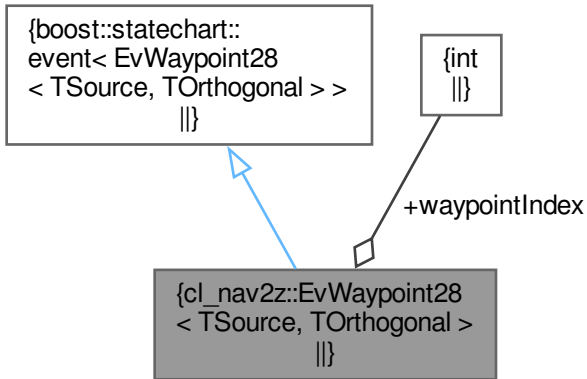 {boost::statechart::
event< EvWaypoint28
< TSource, TOrthogonal > >
||}
{int
||}
+waypointIndex
{cl_nav2z::EvWaypoint28
< TSource, TOrthogonal >
||}